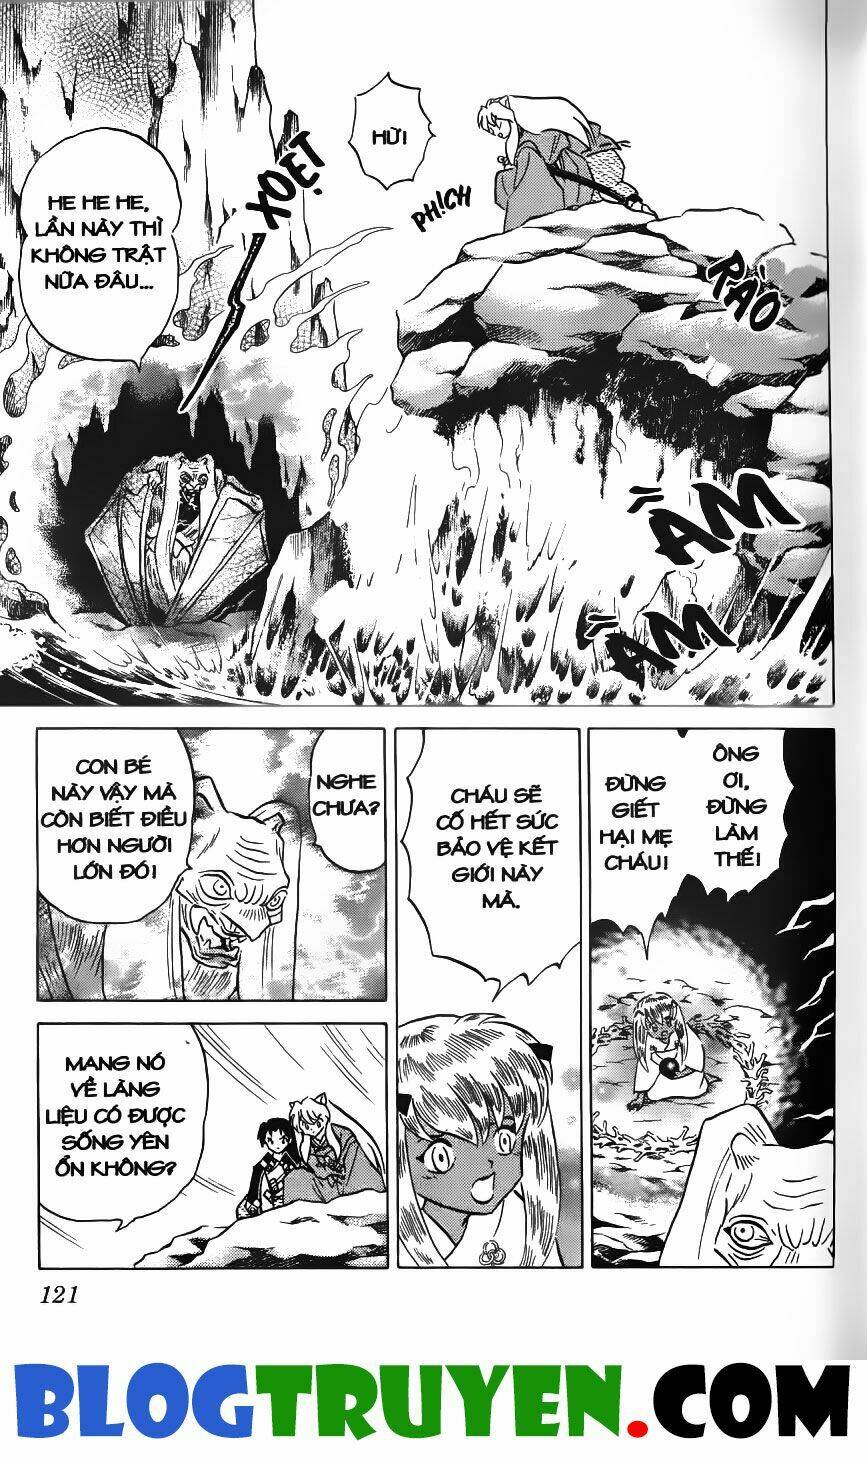 HỪ!
PHỊCH
RÀO
XOẸT
HE HE HE,
LẦN NÀY THÌ
KHÔNG TRẬT
NỮA ĐÂU...
ẦM
ẦM
ÔNG
ƠI,
ĐỪNG
LÀM
THẾ!
ĐỪNG
GIẾT
HẠI MẸ
CHÁU!
CHÁU SẼ
CỐ HẾT SỨC
BẢO VỆ KẾT
GIỚI NÀY
MÀ.
NGHE
CHƯA?
CON BÉ
NÀY VẬY MÀ
CÒN BIẾT ĐIỀU
HƠN NGƯỜI
LỚN ĐÓ!
MANG NÓ
VỀ LÀNG
LIỆU CÓ ĐƯỢC
SỐNG YÊN
ỔN KHÔNG?
121
BLOGTRUYEN.COM